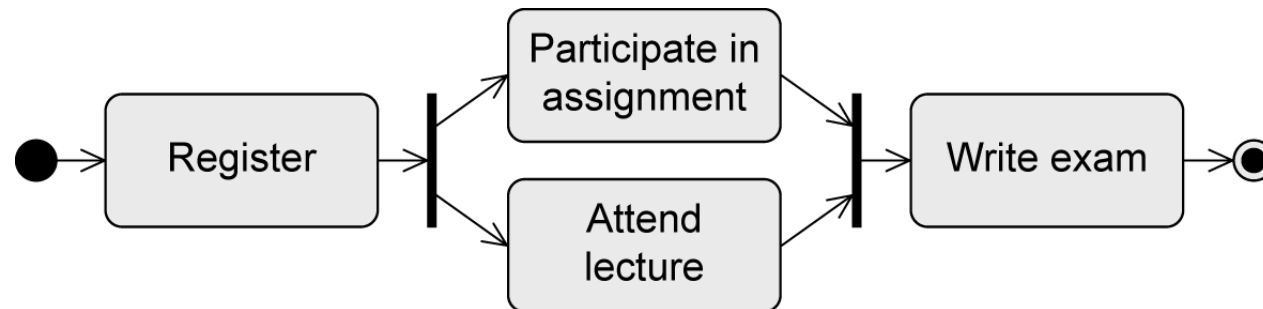 Register
Participate in
assignment
Attend
lecture
Write exam